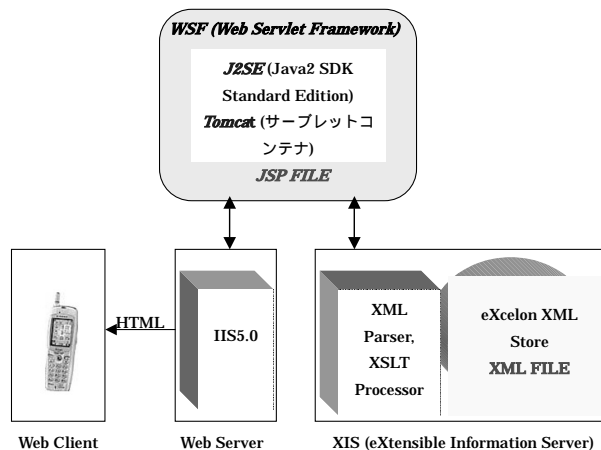 WSF (Web Servlet Framework)
J2SE (Java2 SDK
Standard Edition)
Tomcat (サーブレットコ
ンテナ)
JSP FILE
HTML
IIS5.0
XML
Parser,
XSLT
Processor
eXcelon XML
Store
XML FILE
Web Client
Web Server
XIS (eXtensible Information Server)